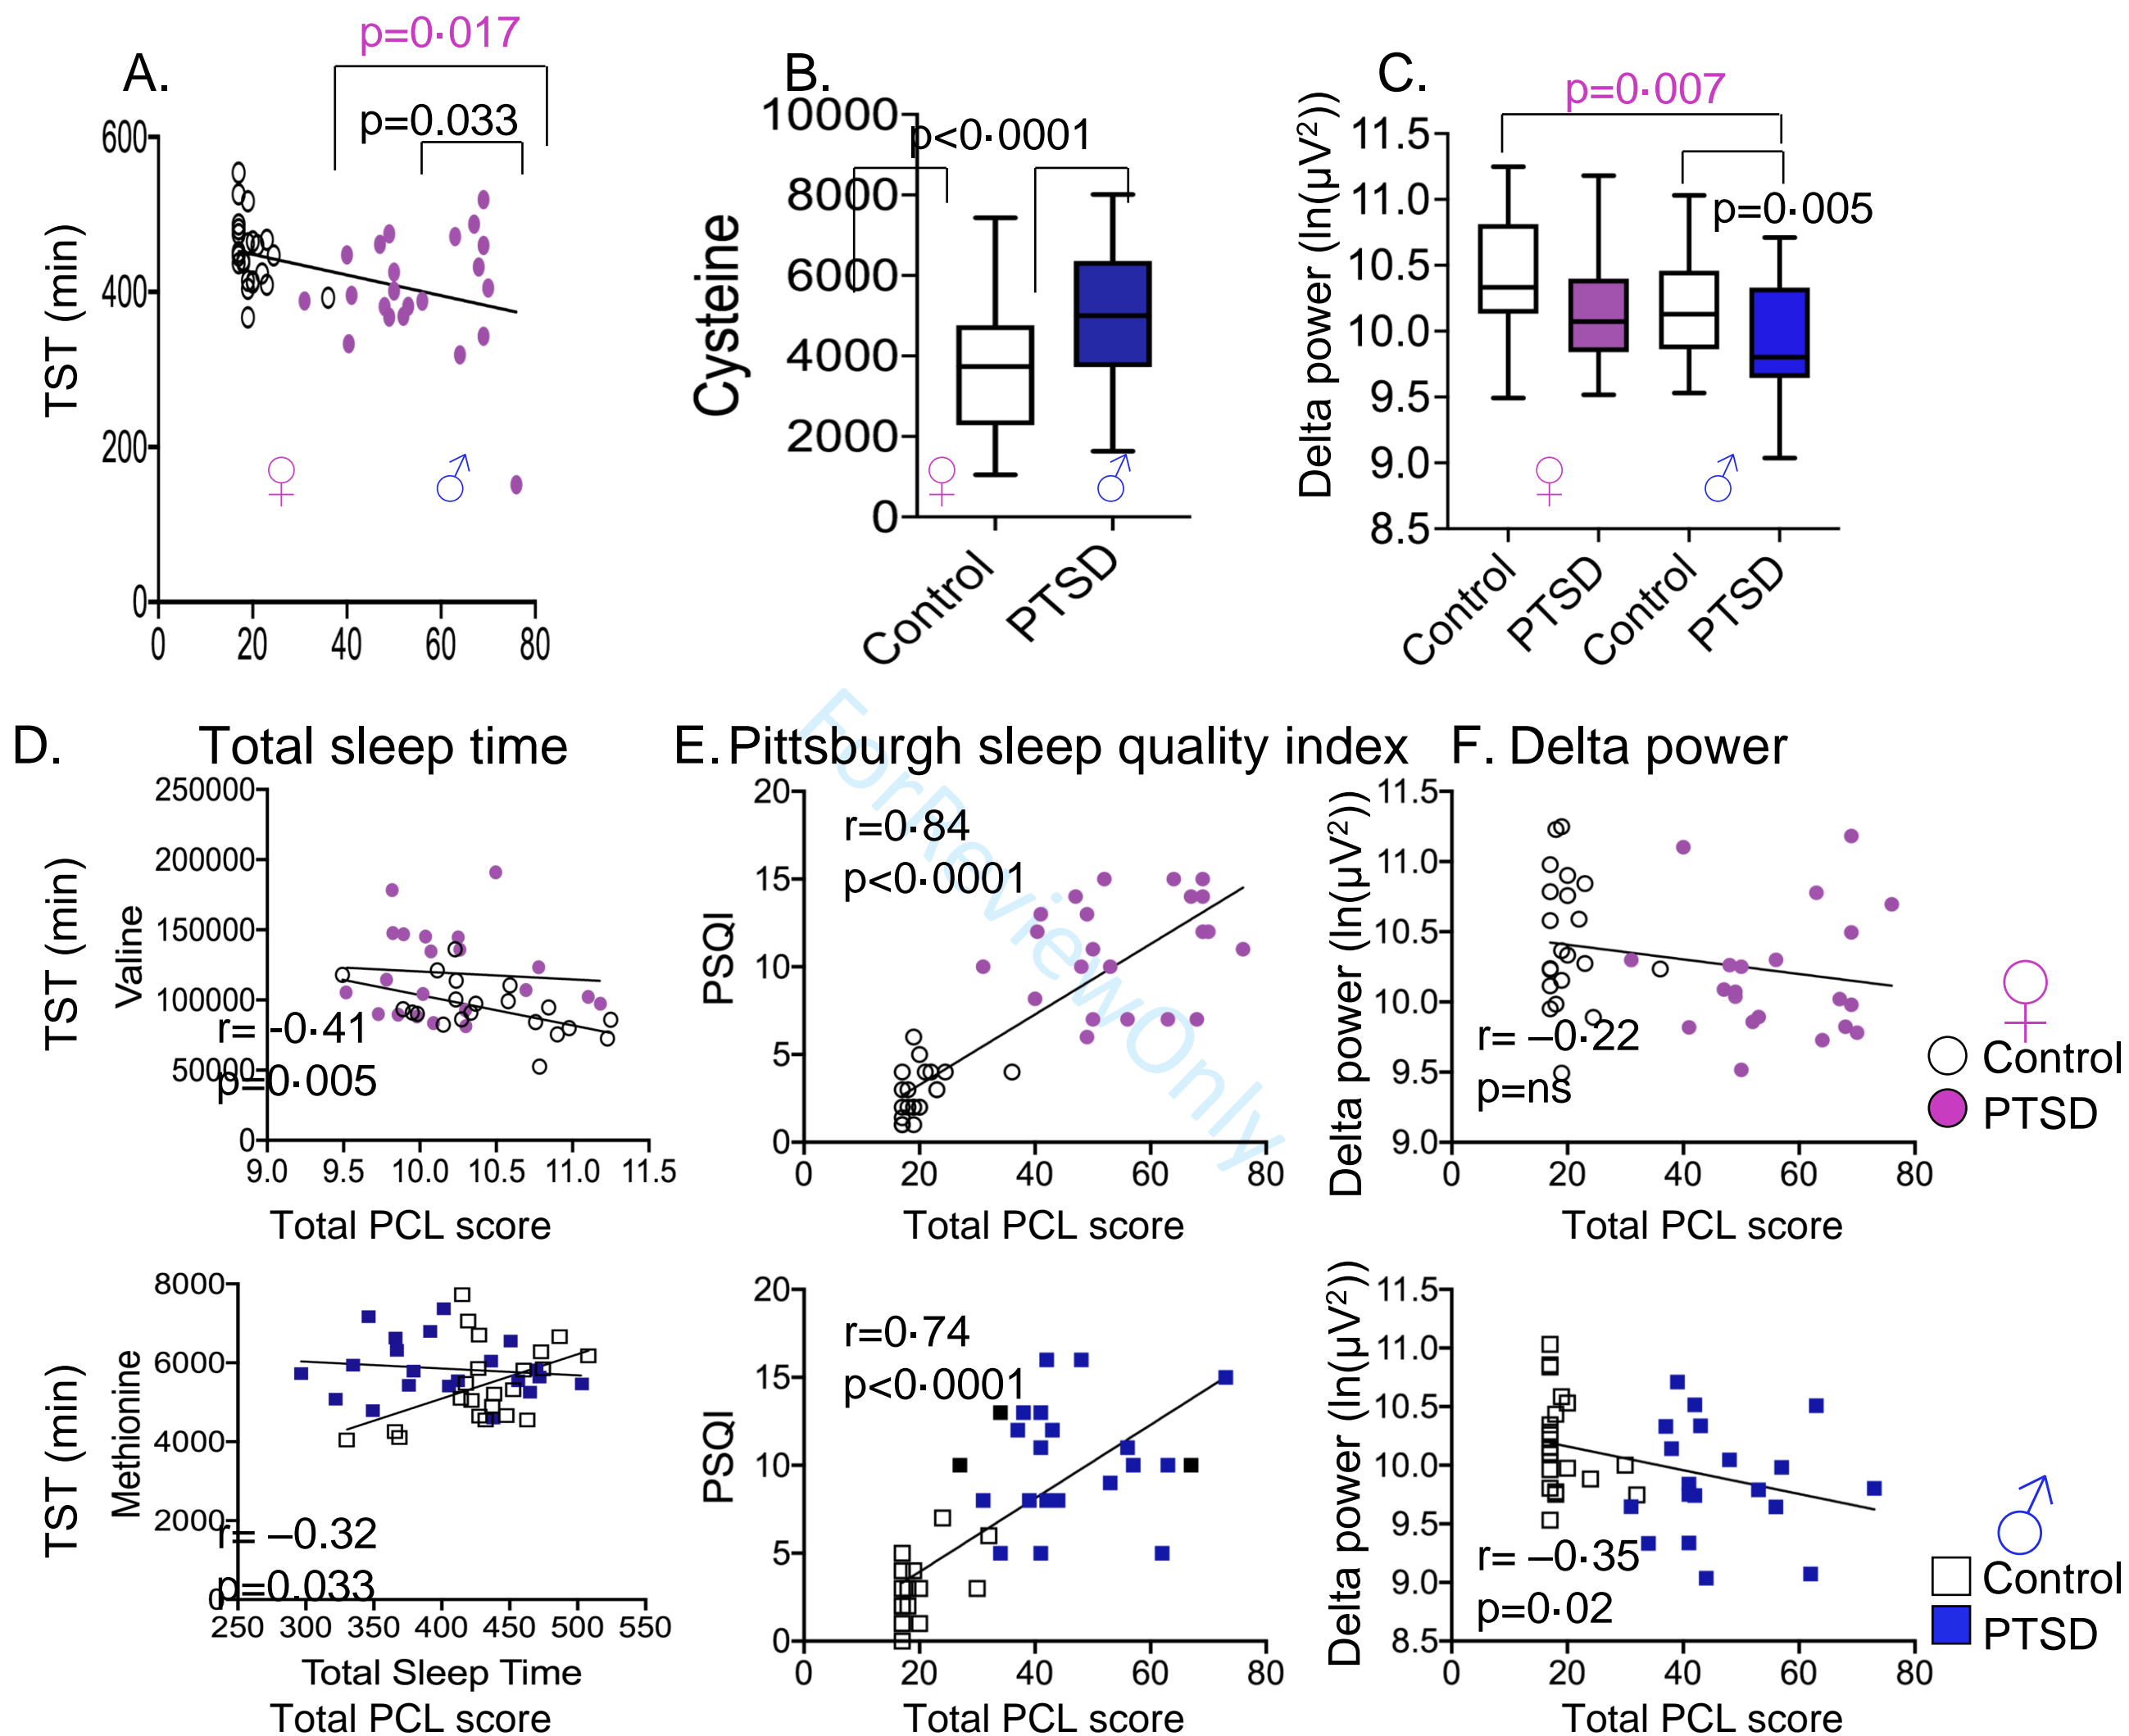 A.
p=0·017
p=0.033
TST (min)
600
400
200
0
0 20 40 60 80
♀ ♂
B.
p<0·0001
Cysteine
10000
8000
6000
4000
2000
0
♀ ♂
Control PTSD
C.
p=0·007
p=0·005
Delta power (ln(µV²))
11.5
11.0
10.5
10.0
9.5
9.0
8.5
♀ ♂
Control PTSD Control PTSD
D. Total sleep time
TST (min)
Valine
250000
200000
150000
100000
50000
0
r= -0·41
p=0·005
9.0 9.5 10.0 10.5 11.0 11.5
Total PCL score
E. Pittsburgh sleep quality index
PSQI
20
15
10
5
0
r=0·84
p<0·0001
0 20 40 60 80
Total PCL score
F. Delta power
Delta power (ln(µV²))
11.5
11.0
10.5
10.0
9.5
9.0
r= –0·22
p=ns
0 20 40 60 80
Total PCL score
♀
Control
PTSD
TST (min)
Methionine
8000
6000
4000
2000
0
r= –0.32
p=0.033
250 300 350 400 450 500 550
Total Sleep Time
Total PCL score
PSQI
20
15
10
5
0
r=0·74
p<0·0001
0 20 40 60 80
Total PCL score
Delta power (ln(µV²))
11.5
11.0
10.5
10.0
9.5
9.0
8.5
r= –0·35
p=0·02
0 20 40 60 80
Total PCL score
♂
Control
PTSD
ForReviewOnly